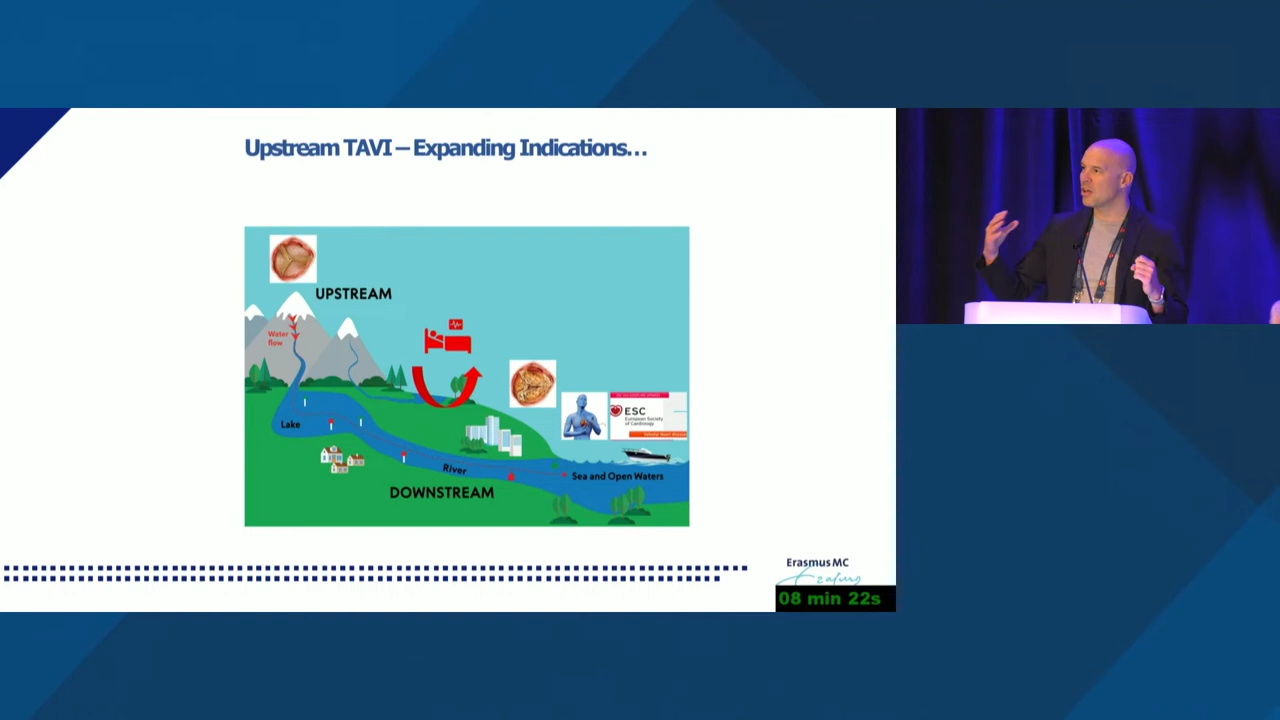 Upstream TAVI – Expanding Indications...
UPSTREAM
Water
flow
Lake
ESC
European Society
of Cardiology
River
Sea and Open Waters
DOWNSTREAM
Erasmus MC
Erasmus
08 min 22s